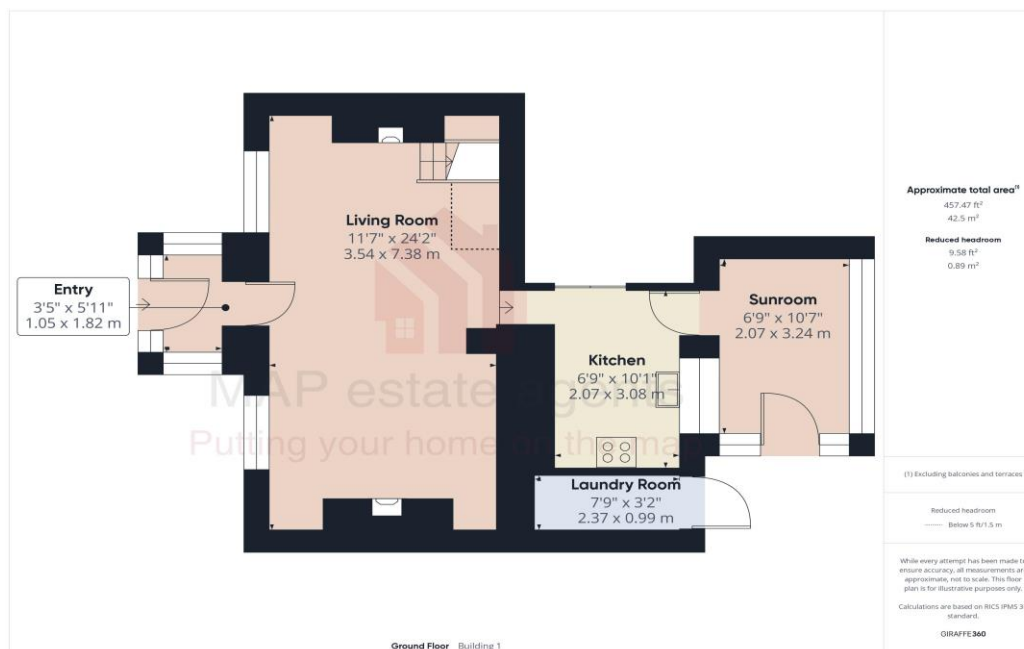 Living Room
11'7" x 24'2"
3.54 x 7.38 m
Entry
3'5" x 5'11"
1.05 x 1.82 m
Sunroom
6'9" x 10'7"
2.07 x 3.24 m
Kitchen
6'9" x 10'1"
2.07 x 3.08 m
MAP estate agents
Putting your home on the map
Laundry Room
7'9" x 3'2"
2.37 x 0.99 m
Ground Floor Building 1
Approximate total area(1)
457.47 ft²
42.5 m²
Reduced headroom
9.58 ft²
0.89 m²
(1) Excluding balconies and terraces
Reduced headroom
Below 5 ft/1.5 m
While every attempt has been made to
ensure accuracy, all measurements are
approximate, not to scale. This floor
plan is for illustrative purposes only.
Calculations are based on RICS IPMS 3
standard.
GIRAFFE360